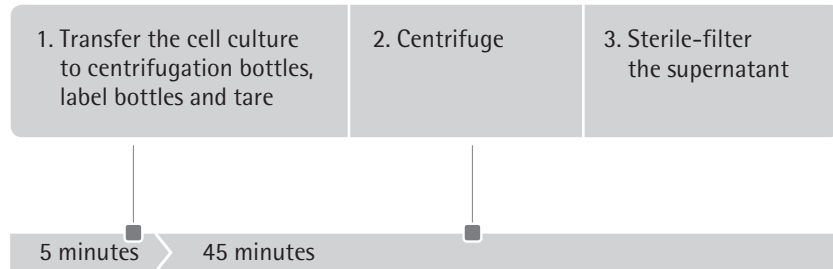 1. Transfer the cell culture
to centrifugation bottles,
label bottles and tare
2. Centrifuge
3. Sterile-filter
the supernatant
5 minutes
45 minutes